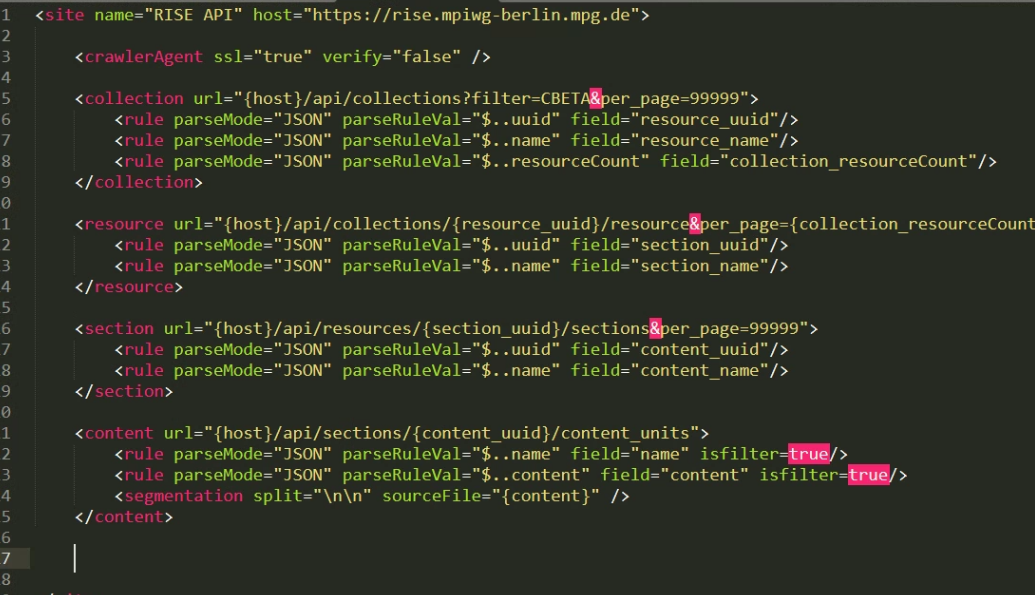 1 <site name="RISE API" host="https://rise.mpiwg-berlin.mpg.de">
2
3 <crawlerAgent ssl="true" verify="false" />
4
5 <collection url="{host}/api/collections?filter=CBETA&per_page=99999">
6 <rule parseMode="JSON" parseRuleVal="$..uuid" field="resource_uuid"/>
7 <rule parseMode="JSON" parseRuleVal="$..name" field="resource_name"/>
8 <rule parseMode="JSON" parseRuleVal="$..resourceCount" field="collection_resourceCount"/>
9 </collection>
0
1 <resource url="{host}/api/collections/{resource_uuid}/resource&per_page={collection_resourceCount
2 <rule parseMode="JSON" parseRuleVal="$..uuid" field="section_uuid"/>
3 <rule parseMode="JSON" parseRuleVal="$..name" field="section_name"/>
4 </resource>
5
6 <section url="{host}/api/resources/{section_uuid}/sections&per_page=99999">
7 <rule parseMode="JSON" parseRuleVal="$..uuid" field="content_uuid"/>
8 <rule parseMode="JSON" parseRuleVal="$..name" field="content_name"/>
9 </section>
0
1 <content url="{host}/api/sections/{content_uuid}/content_units">
2 <rule parseMode="JSON" parseRuleVal="$..name" field="name" isfilter=true/>
3 <rule parseMode="JSON" parseRuleVal="$..content" field="content" isfilter=true/>
4 <segmentation split="\n\n" sourceFile="{content}" />
5 </content>
6
7
8